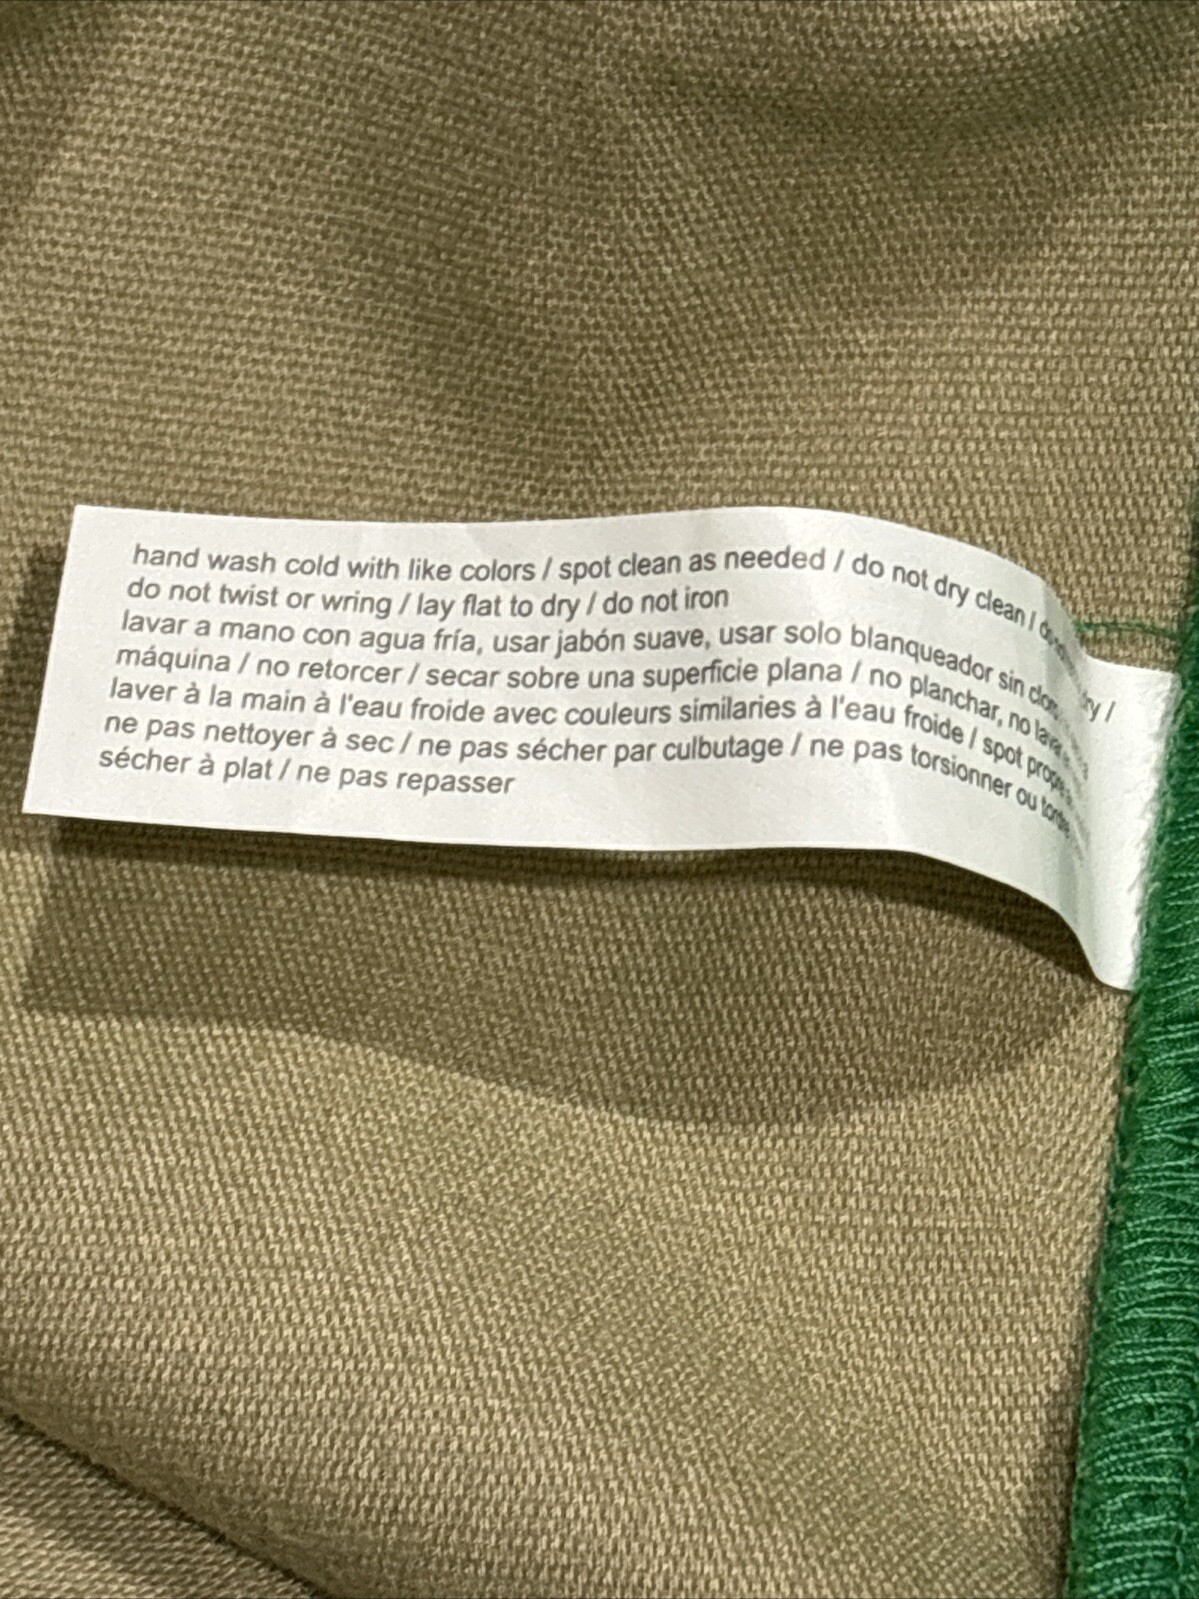 hand wash cold with like colors / spot clean as needed / do not dry clean / dry /
do not twist or wring / lay flat to dry / do not iron
lavar a mano con agua fría, usar jabón suave, usar solo blanqueador sin
máquina / no retorcer / secar sobre una superficie plana / no planchar, no
laver à la main à l'eau froide avec couleurs similaries à l'eau froide / spot
ne pas nettoyer à sec / ne pas sécher par culbutage / ne pas torsionner ou
sécher à plat / ne pas repasser